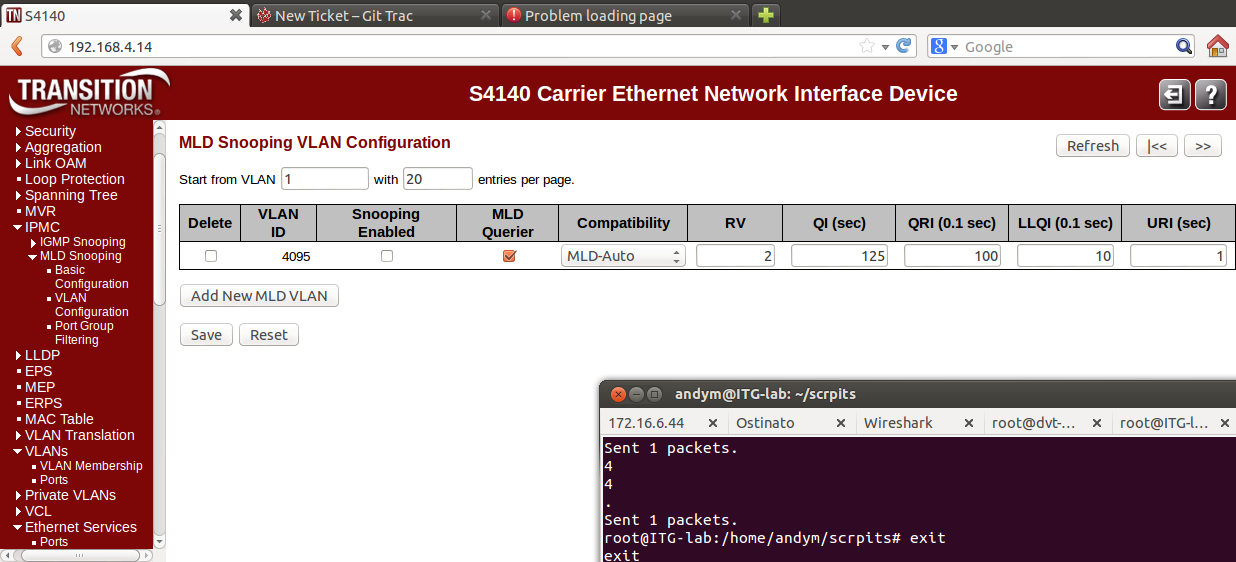 S4140
New Ticket – Git Trac
Problem loading page
192.168.4.14
Google
TRANSITION
NETWORKS®
S4140 Carrier Ethernet Network Interface Device
Security
Aggregation
Link OAM
Loop Protection
Spanning Tree
MVR
IPMC
IGMP Snooping
MLD Snooping
Basic
Configuration
VLAN
Configuration
Port Group
Filtering
LLDP
EPS
MEP
ERPS
MAC Table
VLAN Translation
VLANs
VLAN Membership
Ports
Private VLANs
VCL
Ethernet Services
Ports
MLD Snooping VLAN Configuration
Refresh |<< >>
Start from VLAN 1 with 20 entries per page.
Delete VLAN ID Snooping Enabled MLD Querier Compatibility RV QI (sec) QRI (0.1 sec) LLQI (0.1 sec) URI (sec)
4095 MLD-Auto 2 125 100 10 1
Add New MLD VLAN
Save Reset
andym@ITG-lab: ~/scrpits
172.16.6.44 Ostinato Wireshark root@dvt-... root@ITG-l...
Sent 1 packets.
4
4
.
Sent 1 packets.
root@ITG-lab:/home/andym/scrpits# exit
exit